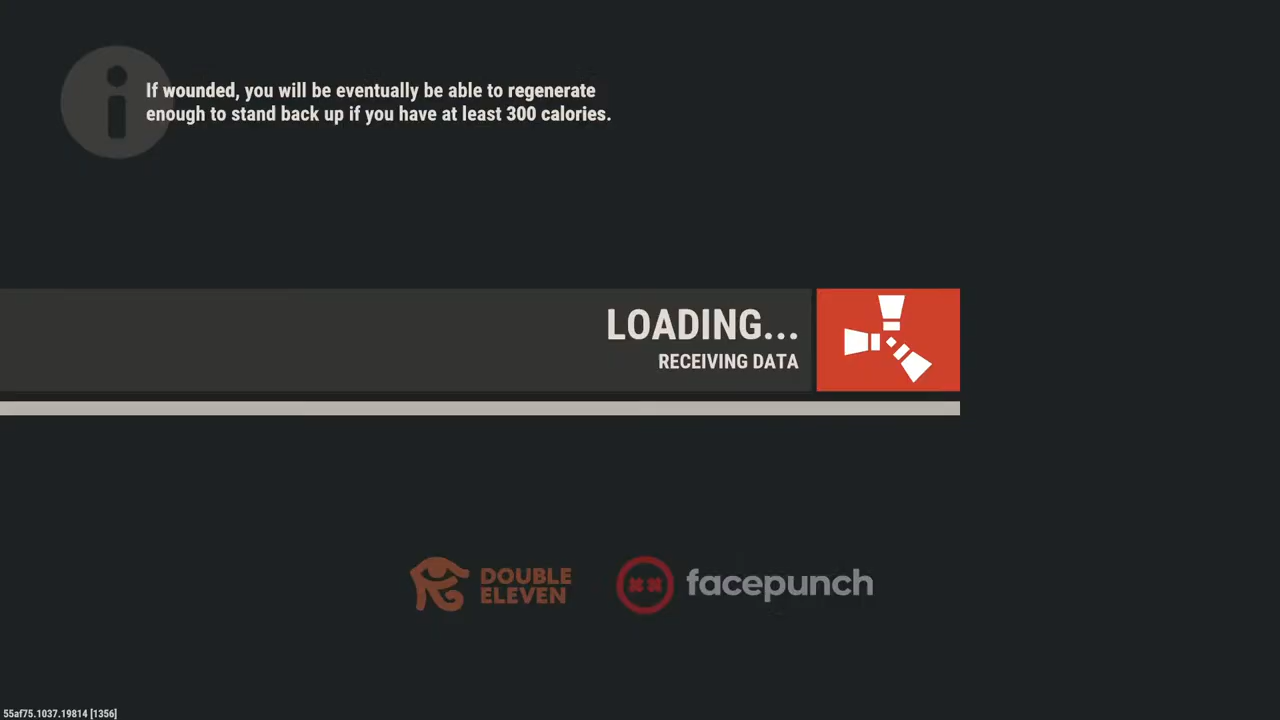 If wounded, you will be eventually be able to regenerate
enough to stand back up if you have at least 300 calories.
LOADING...
RECEIVING DATA
DOUBLE
ELEVEN
facepunch
55af75.1037.19814 [1356]